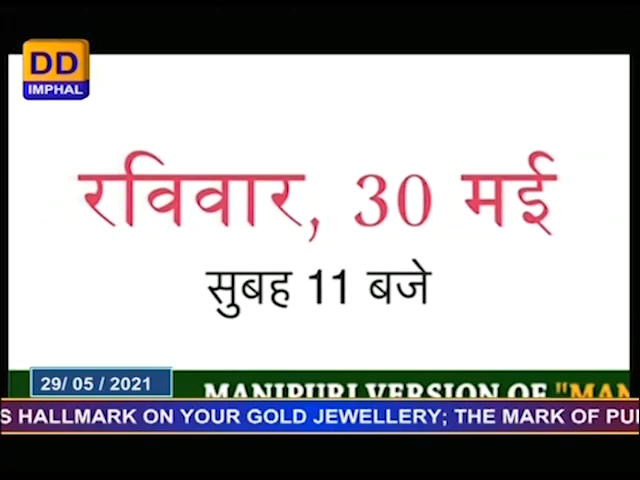 DD
IMPHAL
रविवार, 30 मई
सुबह 11 बजे
29/ 05 / 2021
MANIPURI VERSION OF "MAN
S HALLMARK ON YOUR GOLD JEWELLERY; THE MARK OF PU